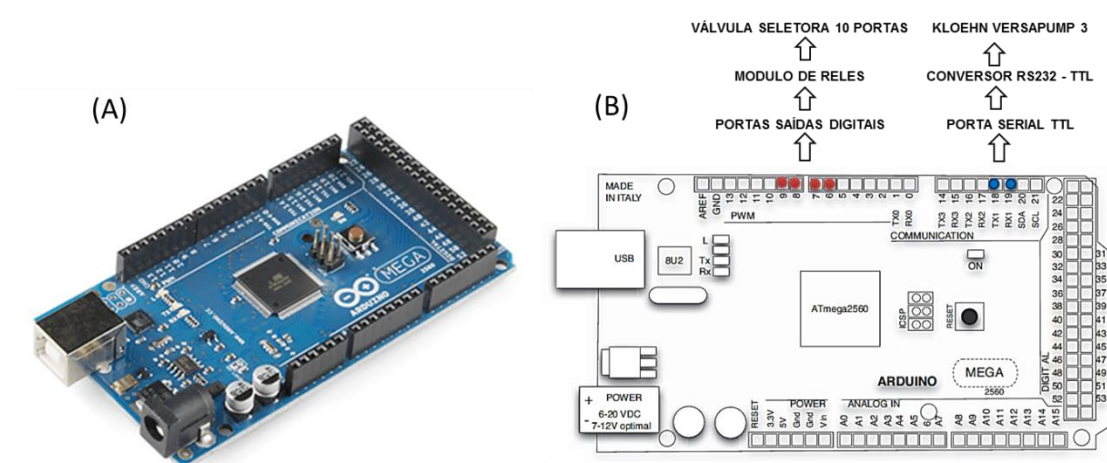 (A)
ARDUINO
MEGA
(B)
VÁLVULA SELETORA 10 PORTAS
KLOEHN VERSAPUMP 3
MODULO DE RELES
CONVERSOR RS232 - TTL
PORTAS SAÍDAS DIGITAIS
PORTA SERIAL TTL
MADE
IN ITALY
AREF
GND
13
12
11
10
9
8
7
6
5
4
3
2
1
0
TX0
RX0
PWM
TX3 14
RX3 15
TX2 16
RX2 17
TX1 18
RX1 19
SDA 20
SCL 21
COMMUNICATION
USB
8U2
L
Tx
Rx
ON
ATmega2560
ICSP
RESET
22
24
26
28
30
32
34
36
38
40
42
44
46
48
50
52
31
33
35
37
39
41
43
45
47
49
51
53
DIGITAL
ARDUINO
MEGA
2560
+ POWER
6-20 VDC
- 7-12V optimal
POWER
ANALOG IN
RESET
3.3V
5V
Gnd
Gnd
Vin
A0
A1
A2
A3
A4
A5
6
A7
A8
A9
A10
A11
A12
A13
A14
A15